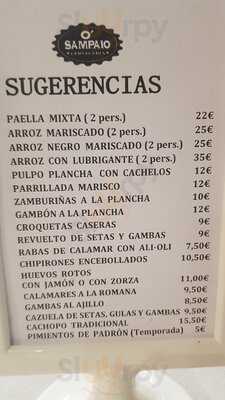 O'
SAMPAIO
SUGERENCIAS
PAELLA MIXTA ( 2 pers.) 22€
ARROZ MARISCADO ( 2 pers.) 25€
ARROZ NEGRO MARISCADO ( 2 pers.) 25€
ARROZ CON LUBRIGANTE ( 2 pers.) 35€
PULPO PLANCHA CON CACHELOS 12€
PARRILLADA MARISCO 12€
ZAMBURIÑAS A LA PLANCHA 10€
GAMBÓN A LA PLANCHA 12€
CROQUETAS CASERAS 9€
REVUELTO DE SETAS Y GAMBAS 9€
RABAS DE CALAMAR CON ALI-OLI 7,50€
CHIPIRONES ENCEBOLLADOS 10,50€
HUEVOS ROTOS
CON JAMÓN O CON ZORZA 11,00€
CALAMARES A LA ROMANA 9,50€
GAMBAS AL AJILLO 8,50€
CAZUELA DE SETAS, GULAS Y GAMBAS 9,50€
CACHOPO TRADICIONAL 15,50€
PIMIENTOS DE PADRÓN (Temporada) 5€